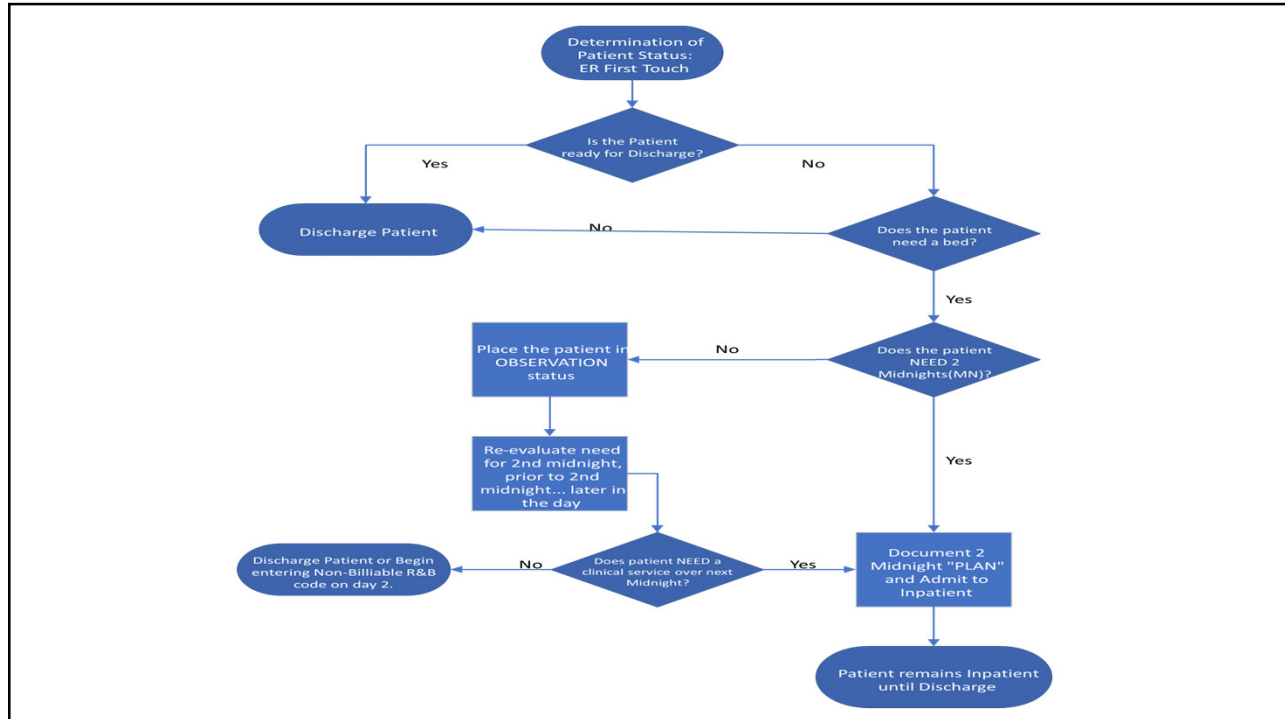 Determination of
Patient Status:
ER First Touch
Is the Patient
ready for Discharge?
Yes
No
Discharge Patient
No
Does the patient
need a bed?
Yes
Place the patient in
OBSERVATION
status
No
Does the patient
NEED 2
Midnights(MN)?
Re-evaluate need
for 2nd midnight,
prior to 2nd
midnight... later in
the day
Yes
Discharge Patient or Begin
entering Non-Billiable R&B
code on day 2.
No
Does patient NEED a
clinical service over next
Midnight?
Yes
Document 2
Midnight "PLAN"
and Admit to
Inpatient
Patient remains Inpatient
until Discharge